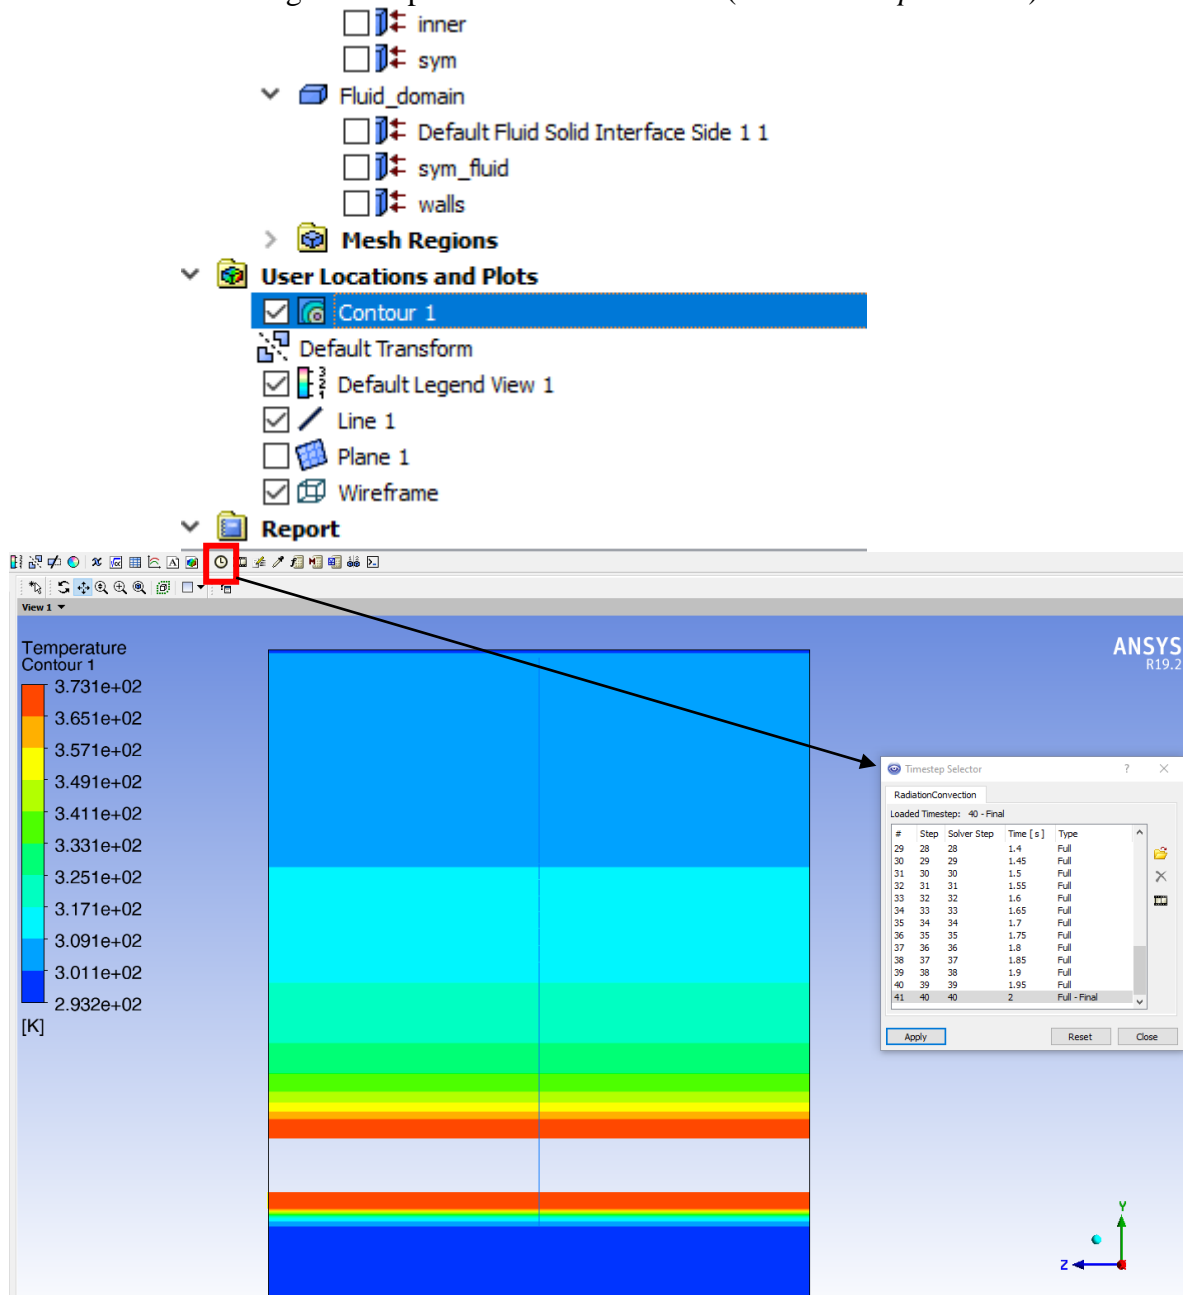 inner
sym
Fluid_domain
Default Fluid Solid Interface Side 1 1
sym_fluid
walls
Mesh Regions
User Locations and Plots
Contour 1
Default Transform
Default Legend View 1
Line 1
Plane 1
Wireframe
Report
View 1
Temperature
Contour 1
3.731e+02
3.651e+02
3.571e+02
3.491e+02
3.411e+02
3.331e+02
3.251e+02
3.171e+02
3.091e+02
3.011e+02
2.932e+02
[K]
ANSYS
R19.2
Timestep Selector
RadiationConvection
Loaded Timestep: 40 - Final
# Step Solver Step Time [ s ] Type
29 28 28 1.4 Full
30 29 29 1.45 Full
31 30 30 1.5 Full
32 31 31 1.55 Full
33 32 32 1.6 Full
34 33 33 1.65 Full
35 34 34 1.7 Full
36 35 35 1.75 Full
37 36 36 1.8 Full
38 37 37 1.85 Full
39 38 38 1.9 Full
40 39 39 1.95 Full
41 40 40 2 Full - Final
Apply Reset Close
Y
Z